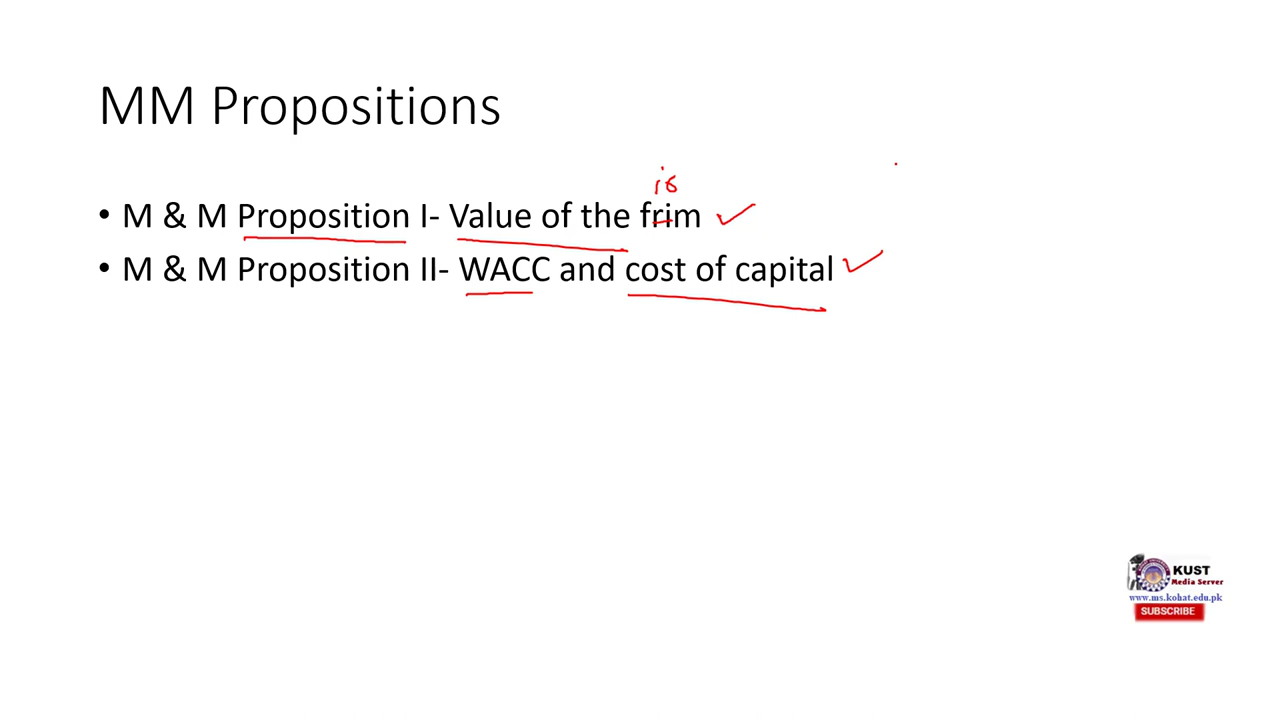 MM Propositions
• M & M Proposition I- Value of the frim
• M & M Proposition II- WACC and cost of capital
KUST
Media Server
www.ms.kohat.edu.pk
SUBSCRIBE